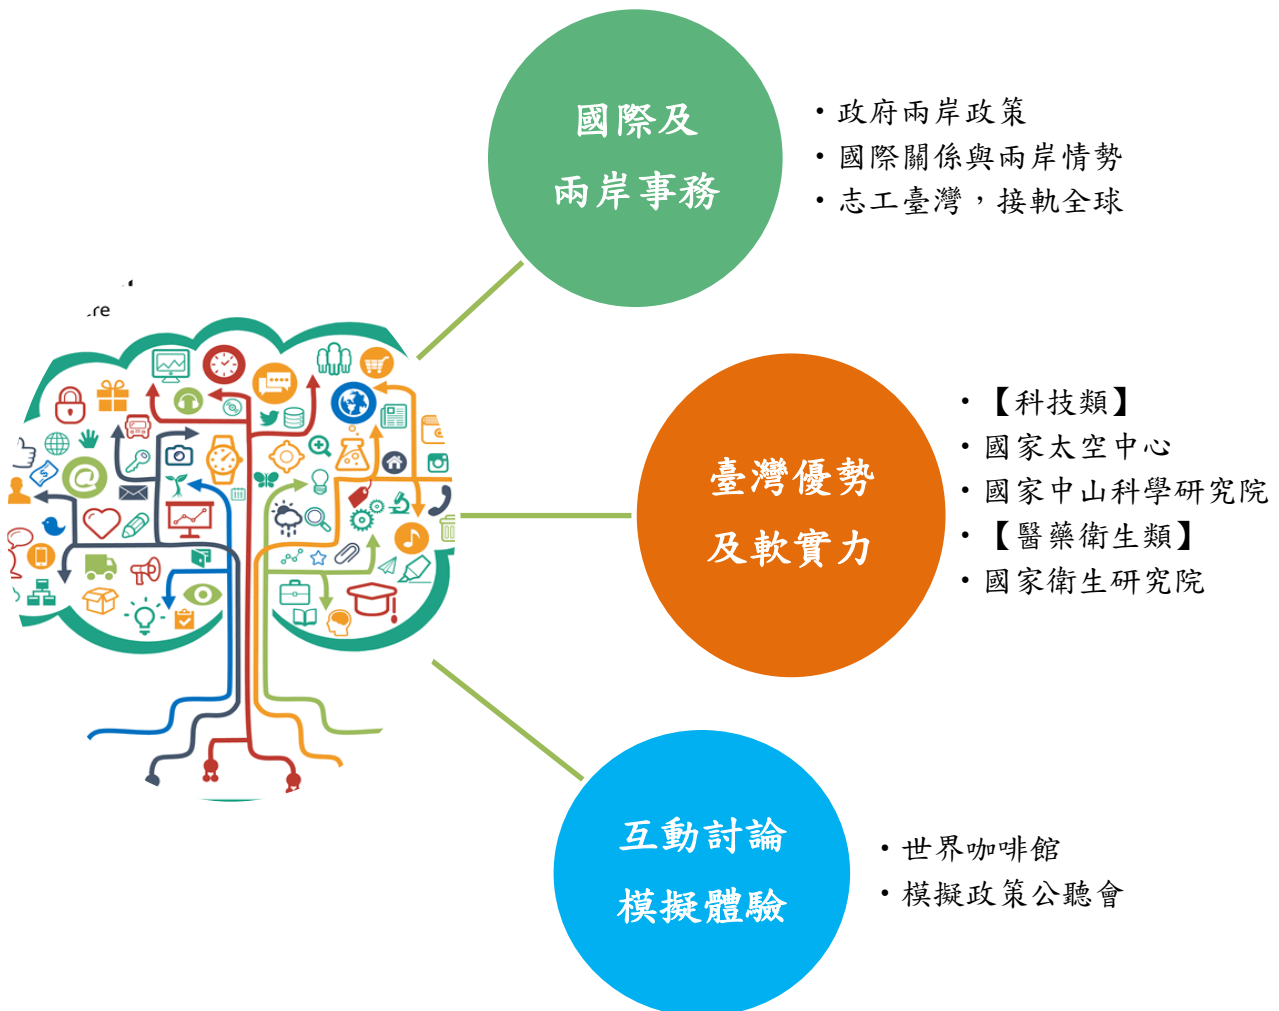 國際及
兩岸事務
・政府兩岸政策
・國際關係與兩岸情勢
・志工臺灣，接軌全球
re
臺灣優勢
及軟實力
・【科技類】
・國家太空中心
・國家中山科學研究院
・【醫藥衛生類】
・國家衛生研究院
互動討論
模擬體驗
・世界咖啡館
・模擬政策公聽會